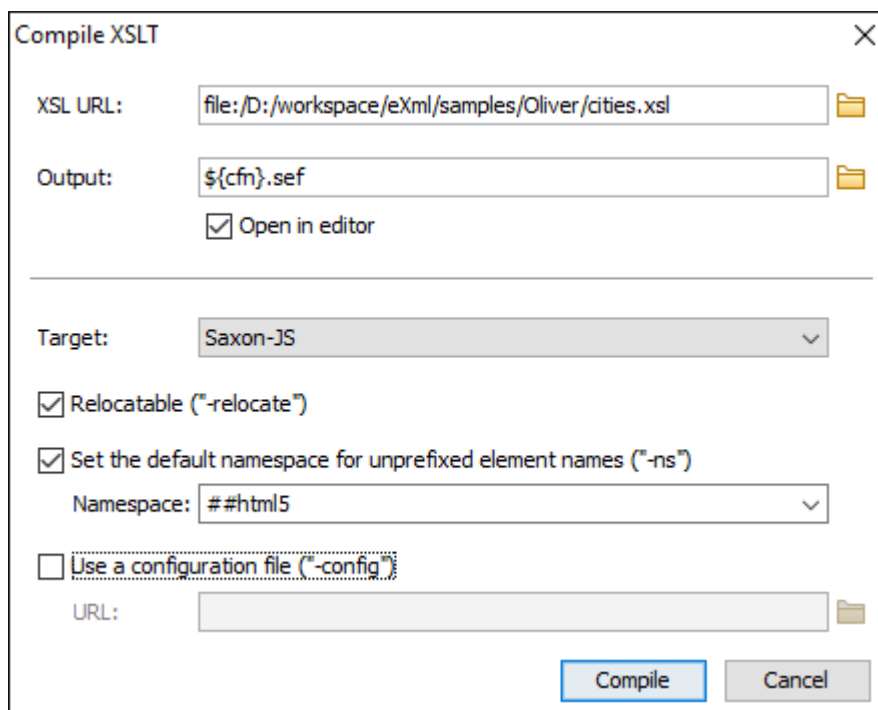 Compile XSLT
XSL URL: file:/D:/workspace/eXml/samples/Oliver/cities.xsl
Output: ${cfn}.sef
Open in editor
Target: Saxon-JS
Relocatable ("-relocate")
Set the default namespace for unprefixed element names ("-ns")
Namespace: ##html5
Use a configuration file ("-config")
URL:
Compile Cancel